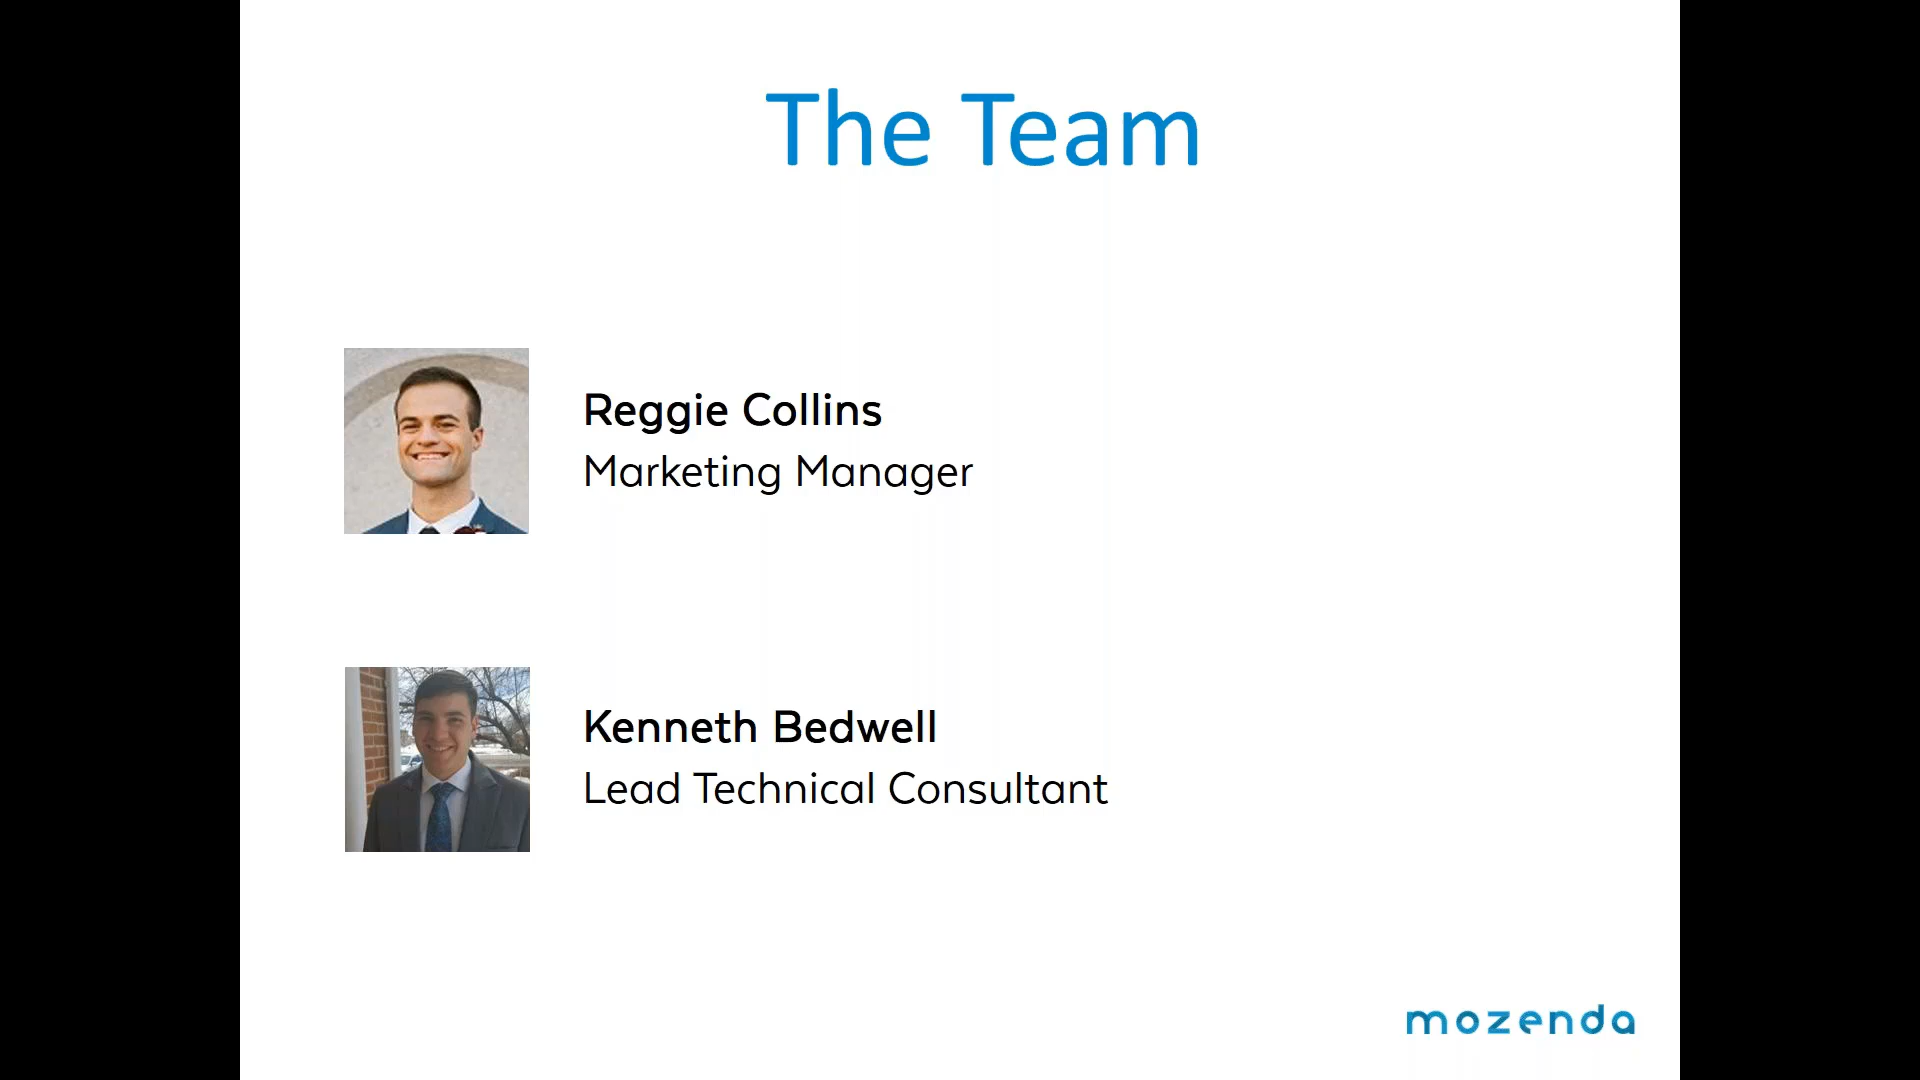 The Team
Reggie Collins
Marketing Manager
Kenneth Bedwell
Lead Technical Consultant
mozenda